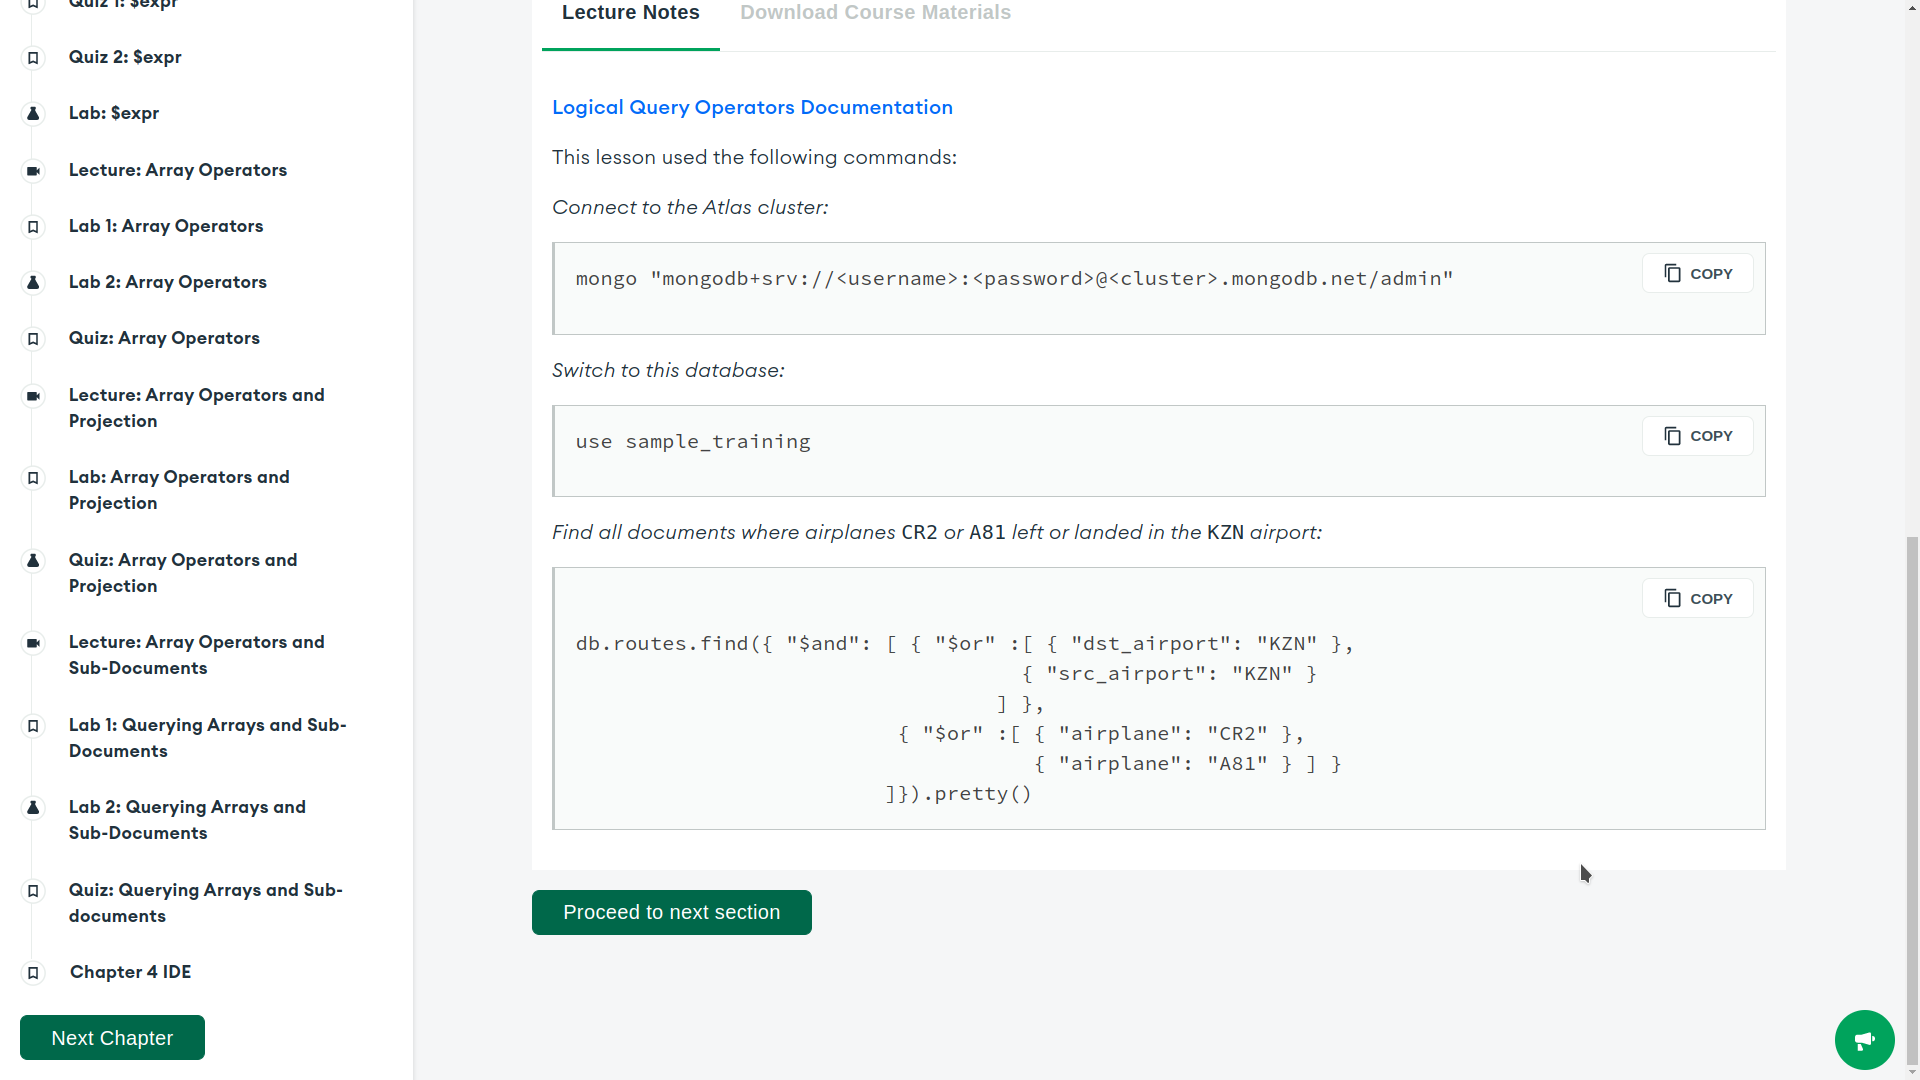 Quiz 1: $expr
Quiz 2: $expr
Lab: $expr
Lecture: Array Operators
Lab 1: Array Operators
Lab 2: Array Operators
Quiz: Array Operators
Lecture: Array Operators and
Projection
Lab: Array Operators and
Projection
Quiz: Array Operators and
Projection
Lecture: Array Operators and
Sub-Documents
Lab 1: Querying Arrays and Sub-
Documents
Lab 2: Querying Arrays and
Sub-Documents
Quiz: Querying Arrays and Sub-
documents
Chapter 4 IDE
Next Chapter
Lecture Notes
Download Course Materials
Logical Query Operators Documentation
This lesson used the following commands:
Connect to the Atlas cluster:
mongo "mongodb+srv://<username>:<password>@<cluster>.mongodb.net/admin"
COPY
Switch to this database:
use sample_training
COPY
Find all documents where airplanes CR2 or A81 left or landed in the KZN airport:
COPY
db.routes.find({ "$and": [ { "$or" :[ { "dst_airport": "KZN" },
{ "src_airport": "KZN" }
] },
{ "$or" :[ { "airplane": "CR2" },
{ "airplane": "A81" } ] }
]}).pretty()
Proceed to next section